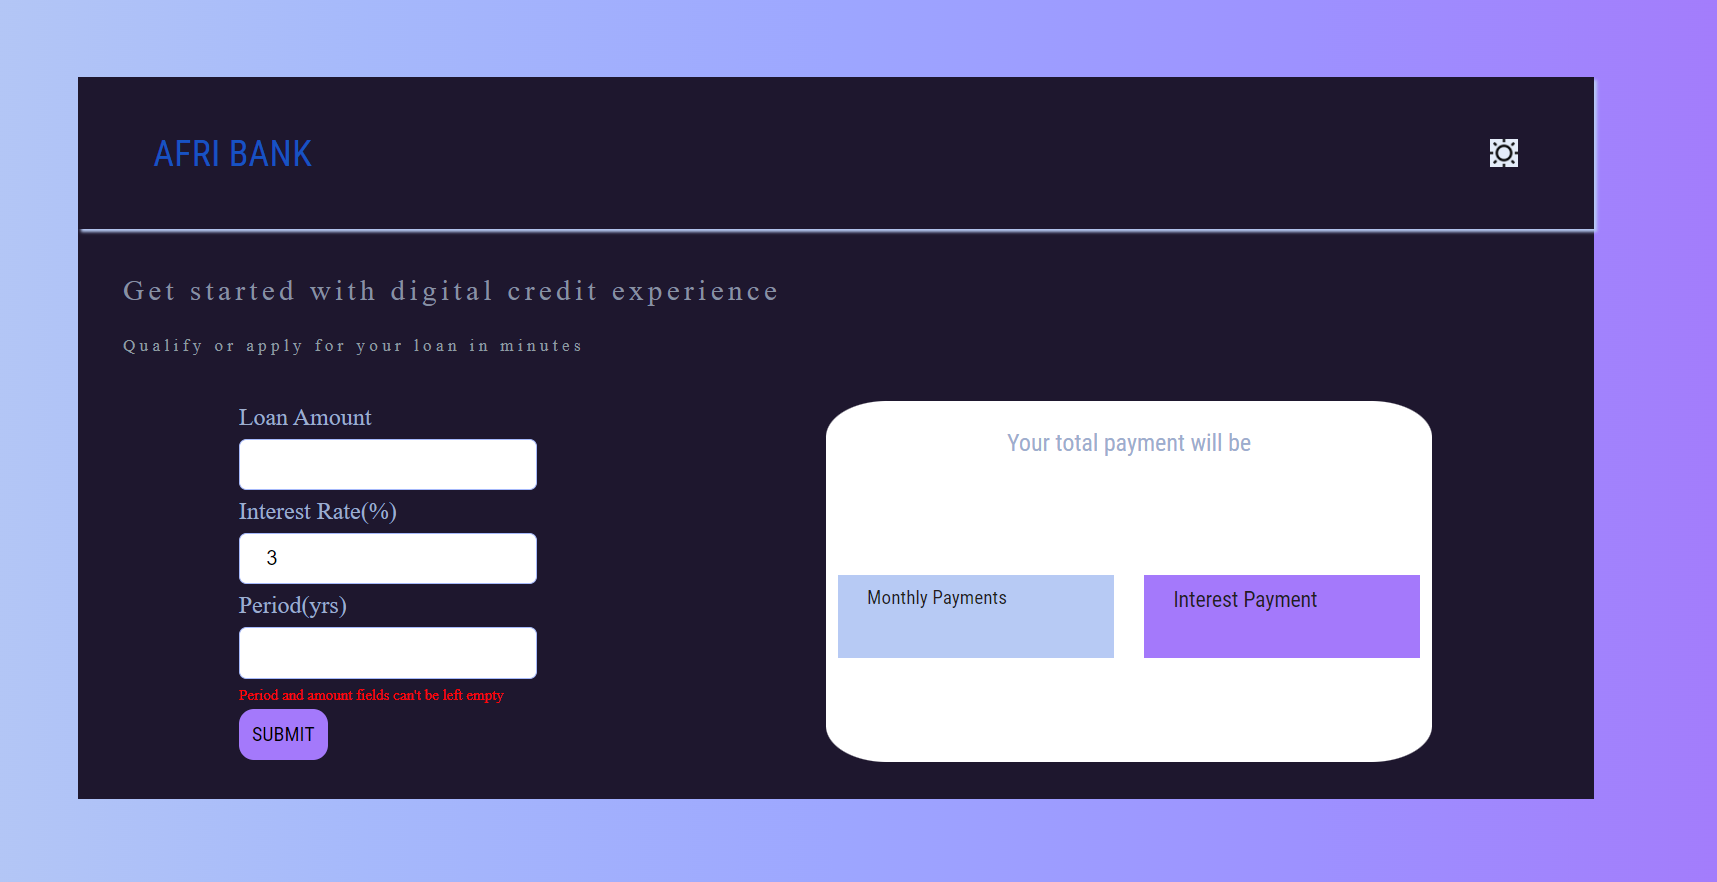 AFRI BANK
Get started with digital credit experience
Qualify or apply for your loan in minutes
Loan Amount
Interest Rate(%)
3
Period(yrs)
Period and amount fields can't be left empty
SUBMIT
Your total payment will be
Monthly Payments
Interest Payment